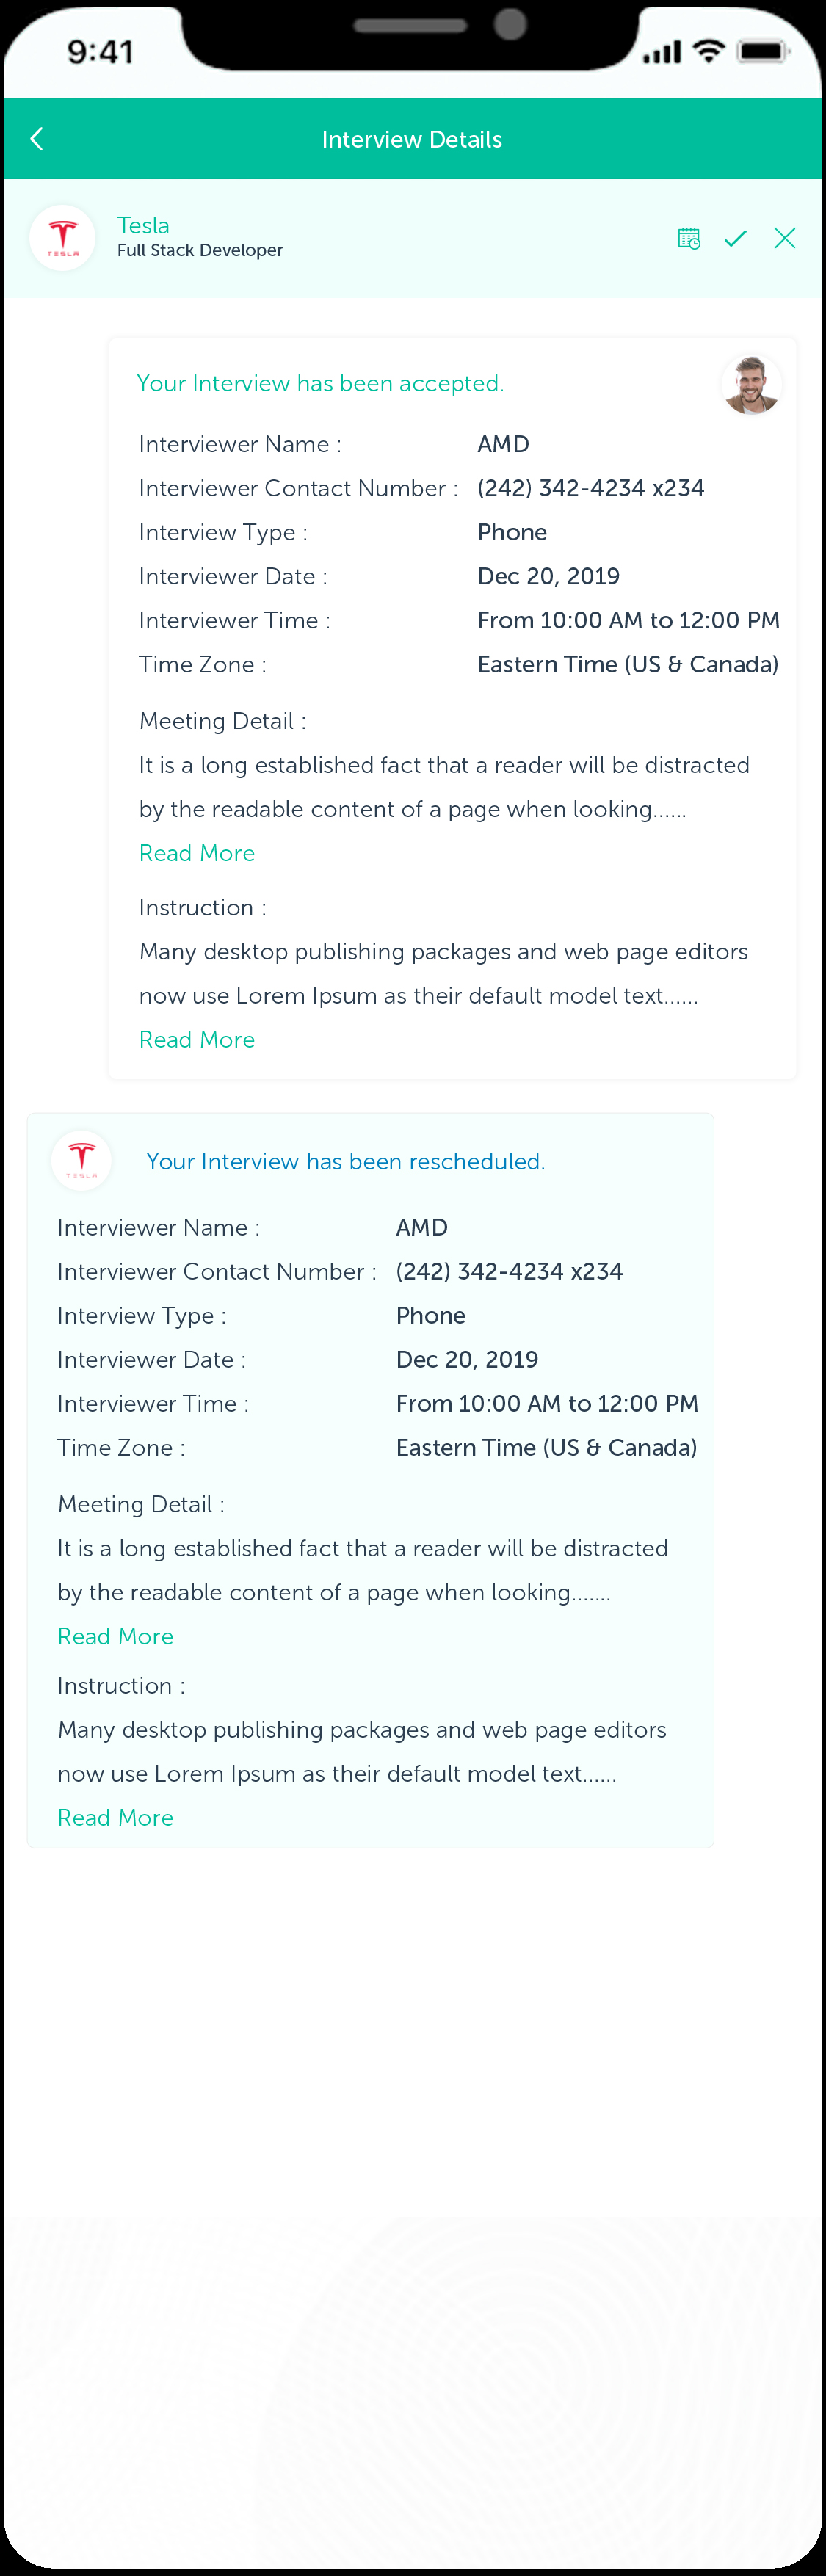 9:41
Interview Details
Tesla
Full Stack Developer
TESLA
Your Interview has been accepted.
Interviewer Name : AMD
Interviewer Contact Number : (242) 342-4234 x234
Interview Type : Phone
Interviewer Date : Dec 20, 2019
Interviewer Time : From 10:00 AM to 12:00 PM
Time Zone : Eastern Time (US & Canada)
Meeting Detail :
It is a long established fact that a reader will be distracted
by the readable content of a page when looking......
Read More
Instruction :
Many desktop publishing packages and web page editors
now use Lorem Ipsum as their default model text......
Read More
TESLA
Your Interview has been rescheduled.
Interviewer Name : AMD
Interviewer Contact Number : (242) 342-4234 x234
Interview Type : Phone
Interviewer Date : Dec 20, 2019
Interviewer Time : From 10:00 AM to 12:00 PM
Time Zone : Eastern Time (US & Canada)
Meeting Detail :
It is a long established fact that a reader will be distracted
by the readable content of a page when looking.......
Read More
Instruction :
Many desktop publishing packages and web page editors
now use Lorem Ipsum as their default model text......
Read More